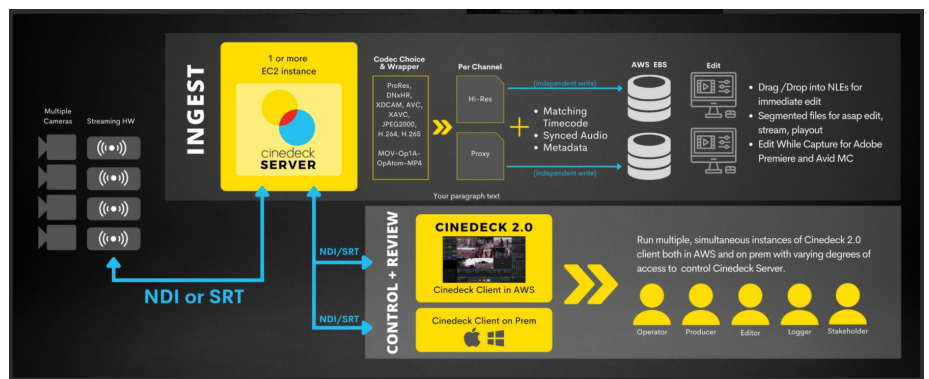 Multiple
Cameras
Streaming HW
NDI or SRT
INGEST
1 or more
EC2 instance
cinedeck
SERVER
Codec Choice
& Wrapper
ProRes,
DNxHR,
XDCAM, AVC,
XAVC,
JPEG2000,
H.264, H.265
MOV-Op1A-
OpAtom-MP4
Per Channel
Hi-Res
Proxy
(independent write)
• Matching
Timecode
• Synced Audio
• Metadata
(independent write)
AWS EBS
Edit
• Drag /Drop into NLEs for
immediate edit
• Segmented files for asap edit,
stream, playout
• Edit While Capture for Adobe
Premiere and Avid MC
Your paragraph text
NDI/SRT
NDI/SRT
CONTROL + REVIEW
CINEDECK 2.0
Cinedeck Client in AWS
Cinedeck Client on Prem
Run multiple, simultaneous instances of Cinedeck 2.0
client both in AWS and on prem with varying degrees of
access to control Cinedeck Server.
Operator
Producer
Editor
Logger
Stakeholder